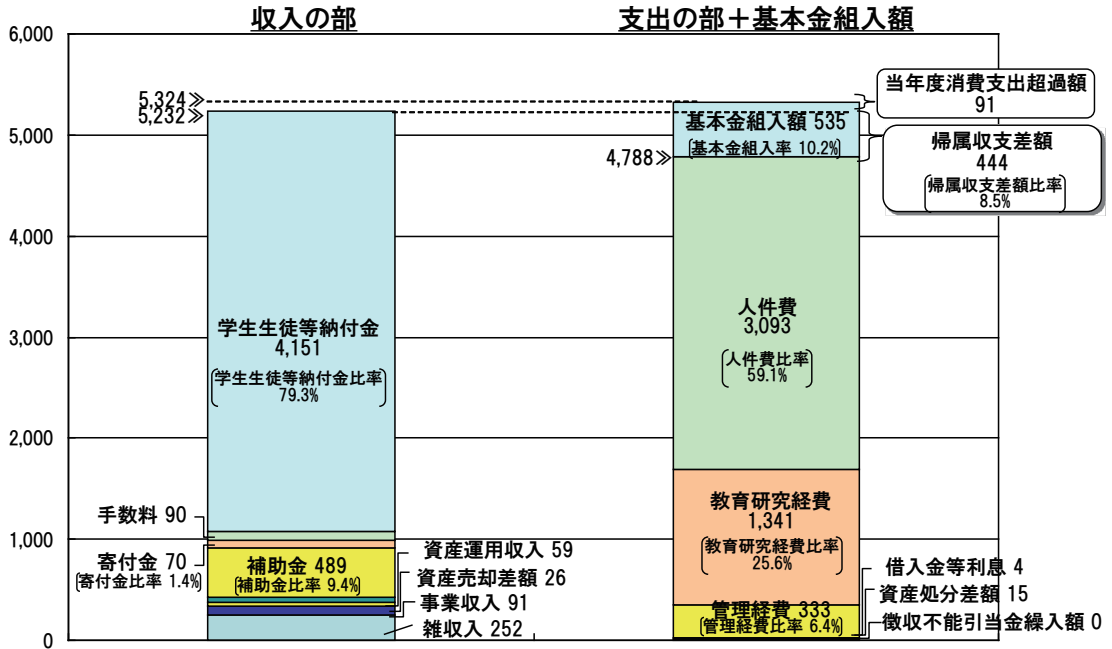 収入の部
支出の部＋基本金組入額
6,000
5,000
4,000
3,000
2,000
1,000
0
5,324≫
5,232≫
学生生徒等納付金
4,151
学生生徒等納付金比率
79.3%
手数料 90
寄付金 70
(寄付金比率 1.4%)
補助金 489
(補助金比率 9.4%)
資産運用収入 59
資産売却差額 26
事業収入 91
雑収入 252
4,788≫
基本金組入額 535
(基本金組入率 10.2%)
人件費
3,093
人件費比率
59.1%
教育研究経費
1,341
教育研究経費比率
25.6%
管理経費 333
(管理経費比率 6.4%)
当年度消費支出超過額
91
帰属収支差額
444
帰属収支差額比率
8.5%
借入金等利息 4
資産処分差額 15
徴収不能引当金繰入額 0